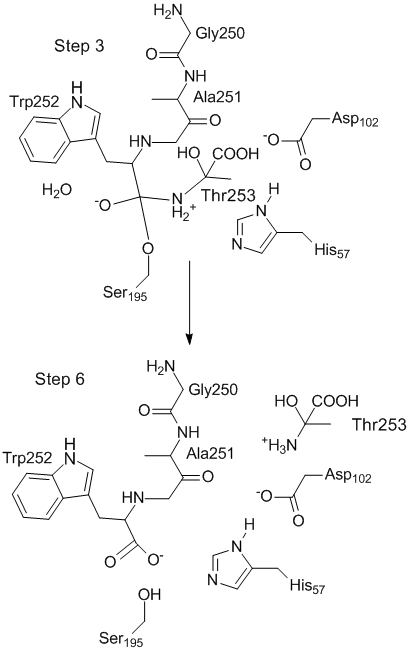 H₂N
Step 3
Gly250
O
NH
Trp252
H
N
Ala251
O
HN
HO
COOH
⁻O
Asp₁₀₂
O
H₂O
⁻O
N
H₂⁺
Thr253
H
N
N
His₅₇
O
Ser₁₉₅
H₂N
Step 6
Gly250
O
HO
COOH
NH
Thr253
Trp252
H
N
Ala251
⁺H₃N
O
Asp₁₀₂
HN
⁻O
O
O
O⁻
H
N
N
His₅₇
OH
Ser₁₉₅